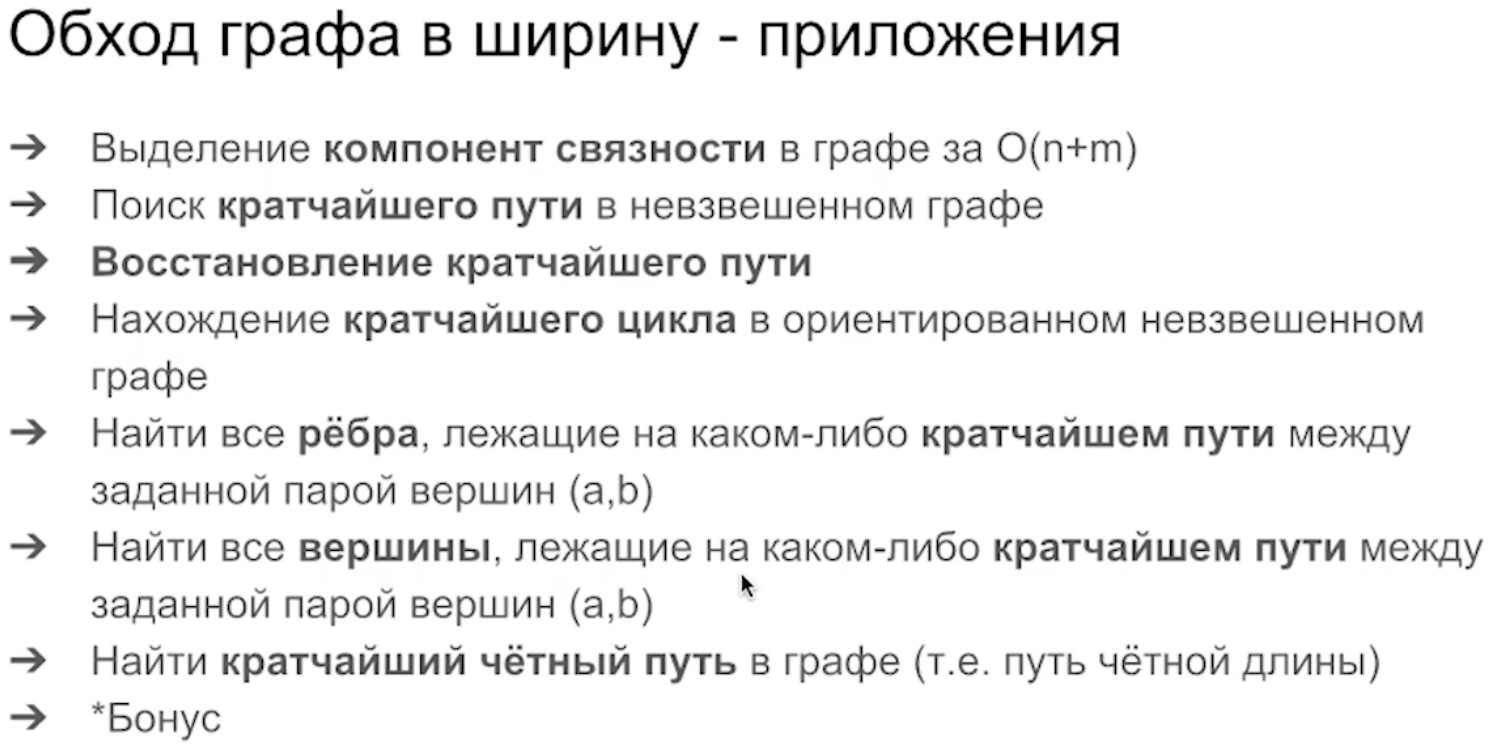 Обход графа в ширину - приложения
➔ Выделение компонент связности в графе за O(n+m)
➔ Поиск кратчайшего пути в невзвешенном графе
➔ Восстановление кратчайшего пути
➔ Нахождение кратчайшего цикла в ориентированном невзвешенном
графе
➔ Найти все рёбра, лежащие на каком-либо кратчайшем пути между
заданной парой вершин (a,b)
➔ Найти все вершины, лежащие на каком-либо кратчайшем пути между
заданной парой вершин (a,b)
➔ Найти кратчайший чётный путь в графе (т.е. путь чётной длины)
➔ *Бонус